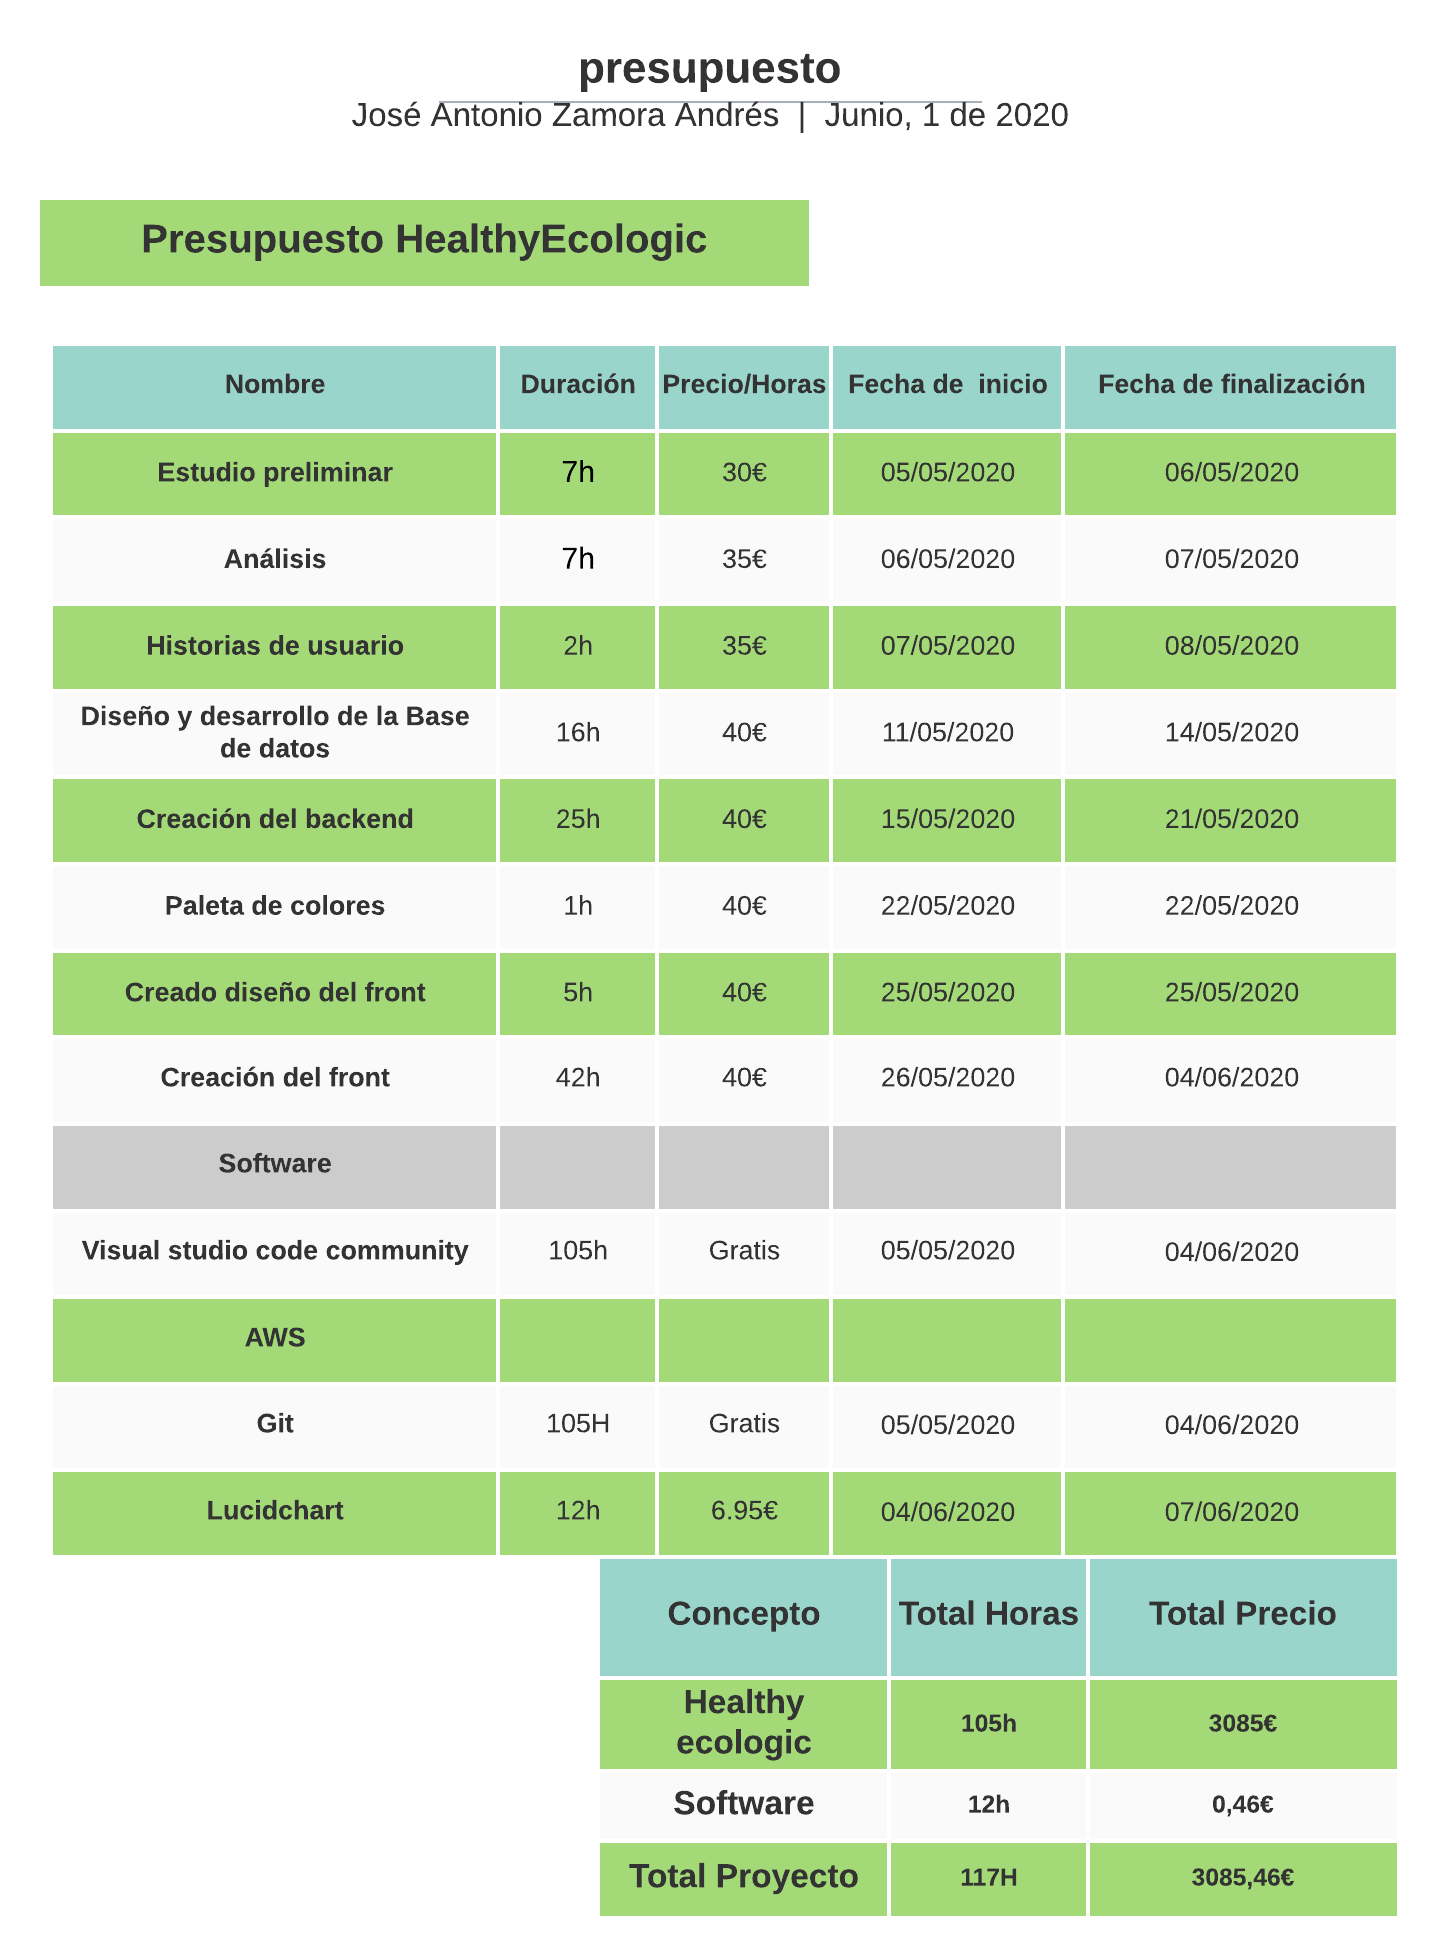 presupuesto
José Antonio Zamora Andrés | Junio, 1 de 2020
Presupuesto HealthyEcologic
Nombre Duración Precio/Horas Fecha de inicio Fecha de finalización
Estudio preliminar 7h 30€ 05/05/2020 06/05/2020
Análisis 7h 35€ 06/05/2020 07/05/2020
Historias de usuario 2h 35€ 07/05/2020 08/05/2020
Diseño y desarrollo de la Base
de datos 16h 40€ 11/05/2020 14/05/2020
Creación del backend 25h 40€ 15/05/2020 21/05/2020
Paleta de colores 1h 40€ 22/05/2020 22/05/2020
Creado diseño del front 5h 40€ 25/05/2020 25/05/2020
Creación del front 42h 40€ 26/05/2020 04/06/2020
Software
Visual studio code community 105h Gratis 05/05/2020 04/06/2020
AWS
Git 105H Gratis 05/05/2020 04/06/2020
Lucidchart 12h 6.95€ 04/06/2020 07/06/2020
Concepto Total Horas Total Precio
Healthy
ecologic 105h 3085€
Software 12h 0,46€
Total Proyecto 117H 3085,46€